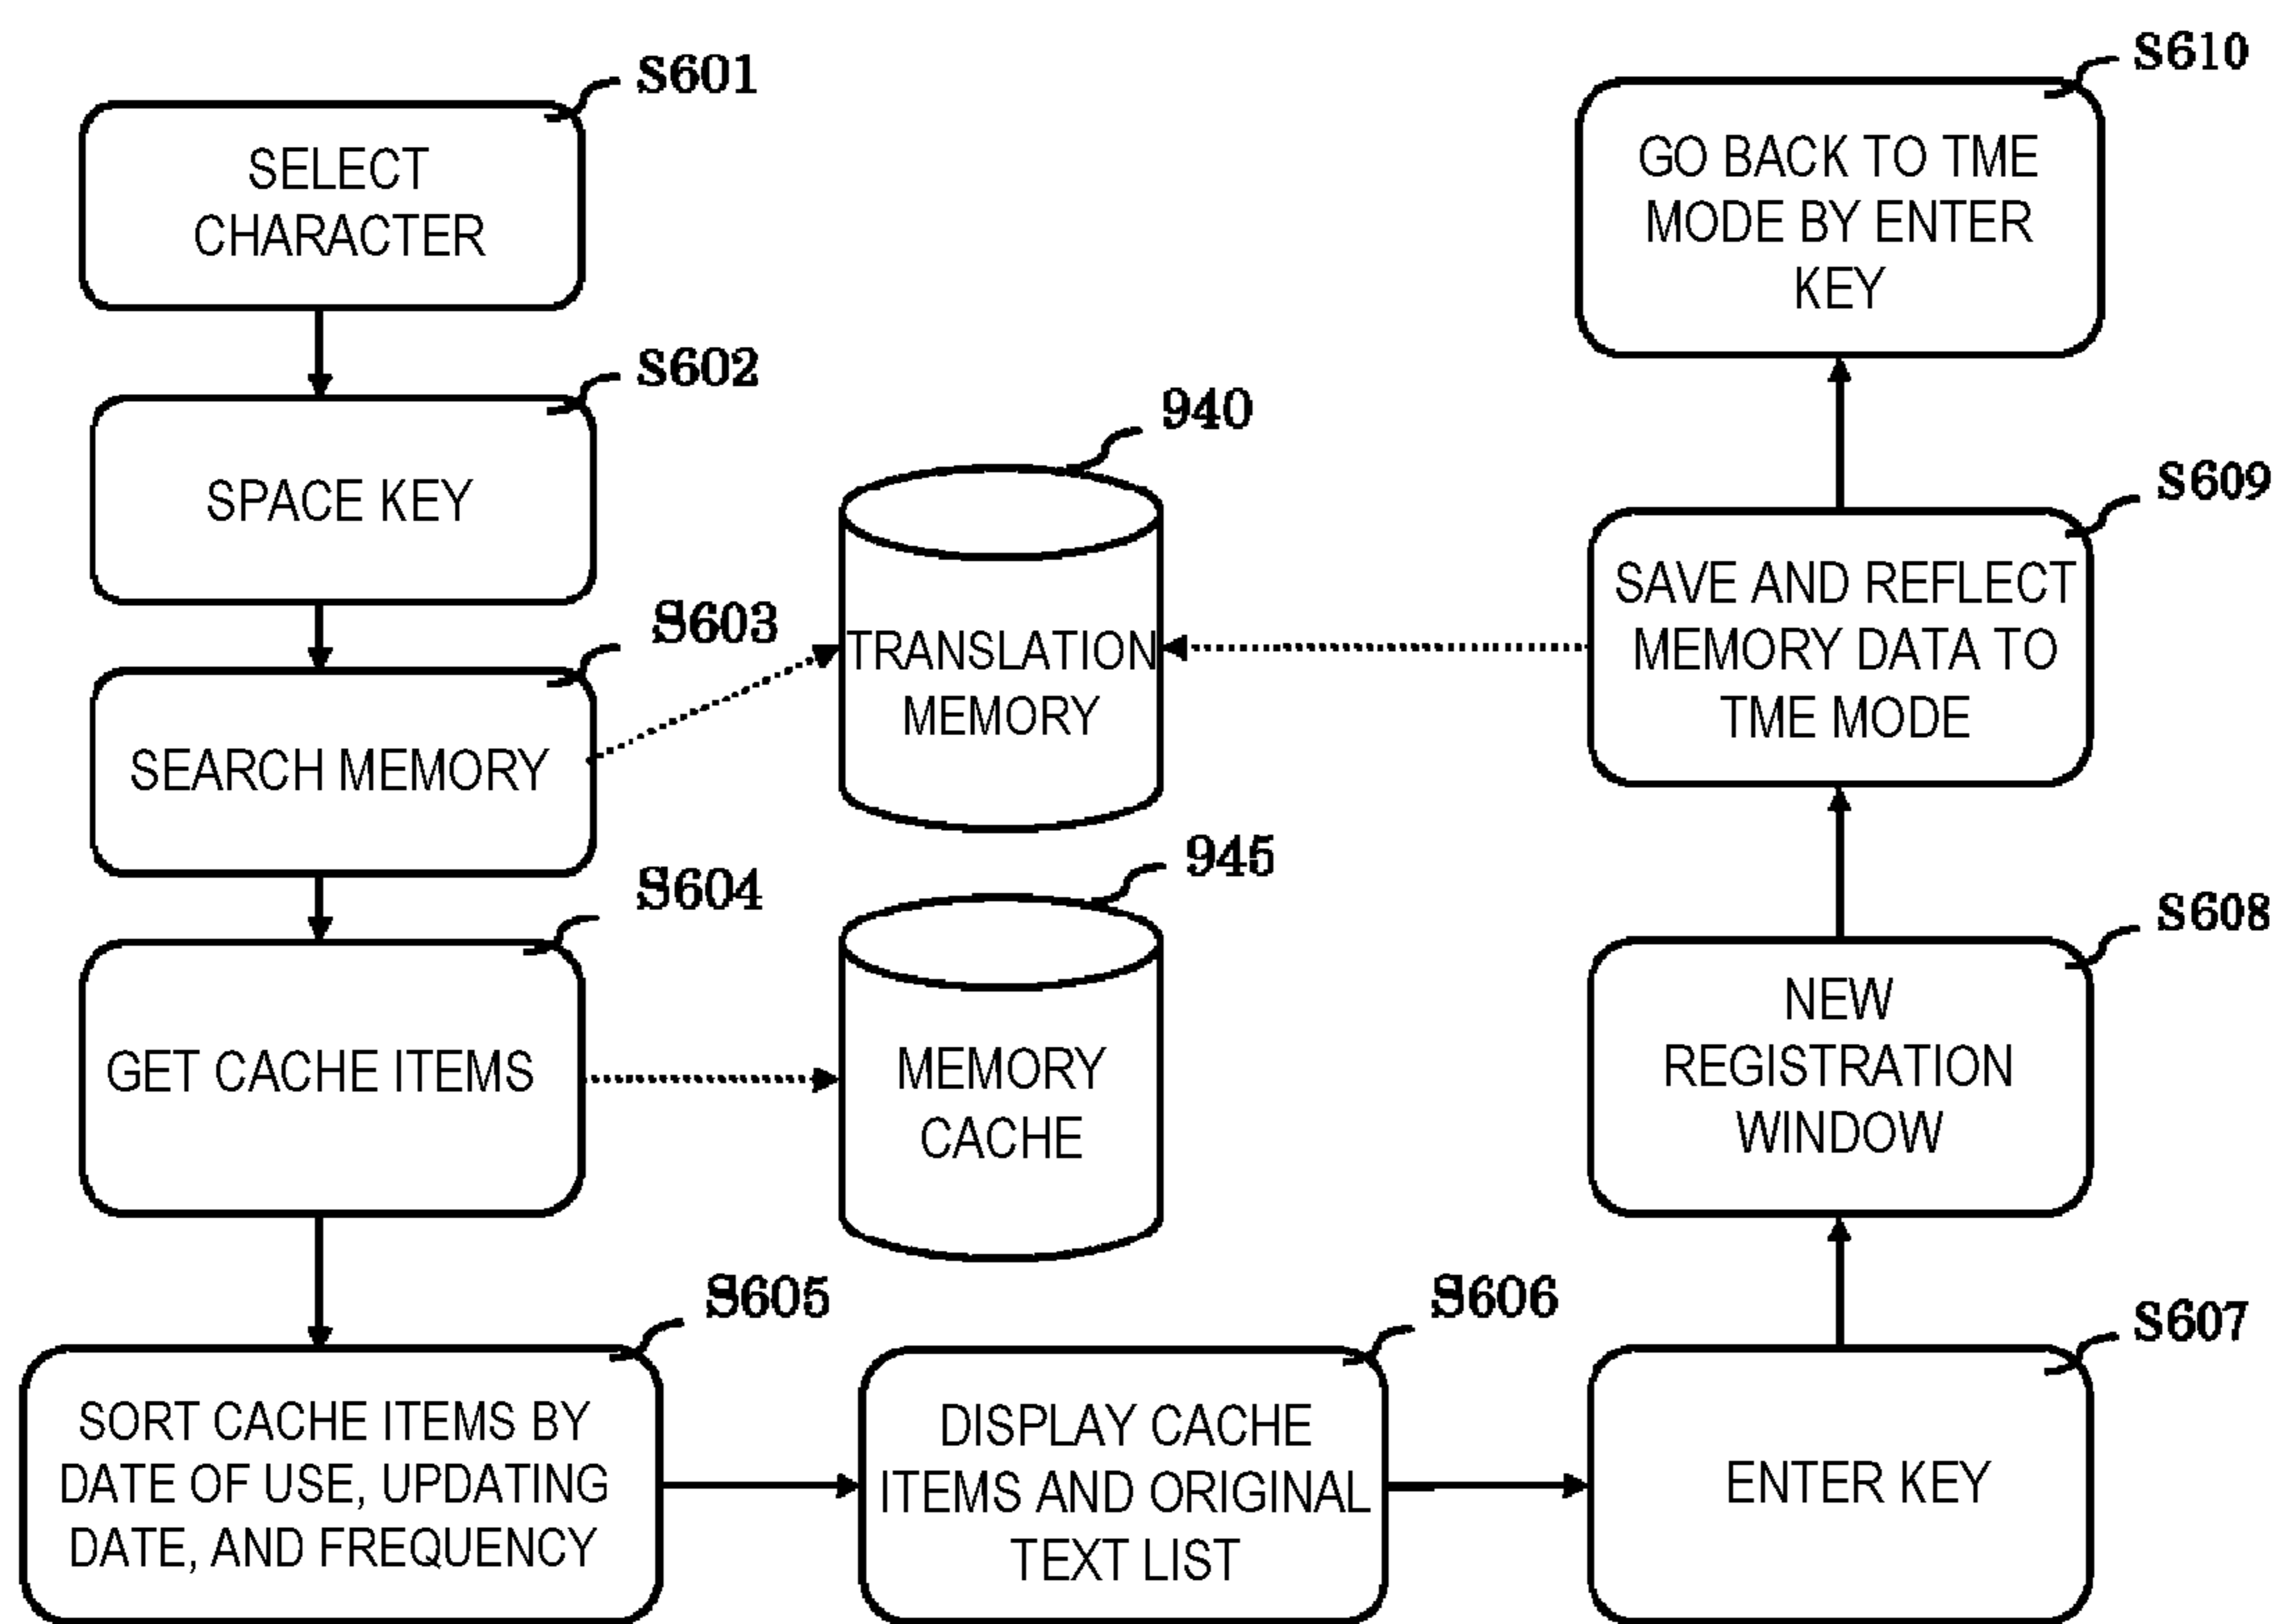 S601
SELECT
CHARACTER
S602
SPACE KEY
S603
SEARCH MEMORY
S604
GET CACHE ITEMS
S605
SORT CACHE ITEMS BY
DATE OF USE, UPDATING
DATE, AND FREQUENCY
940
TRANSLATION
MEMORY
945
MEMORY
CACHE
S606
DISPLAY CACHE
ITEMS AND ORIGINAL
TEXT LIST
S607
ENTER KEY
S608
NEW
REGISTRATION
WINDOW
S609
SAVE AND REFLECT
MEMORY DATA TO
TME MODE
S610
GO BACK TO TME
MODE BY ENTER
KEY